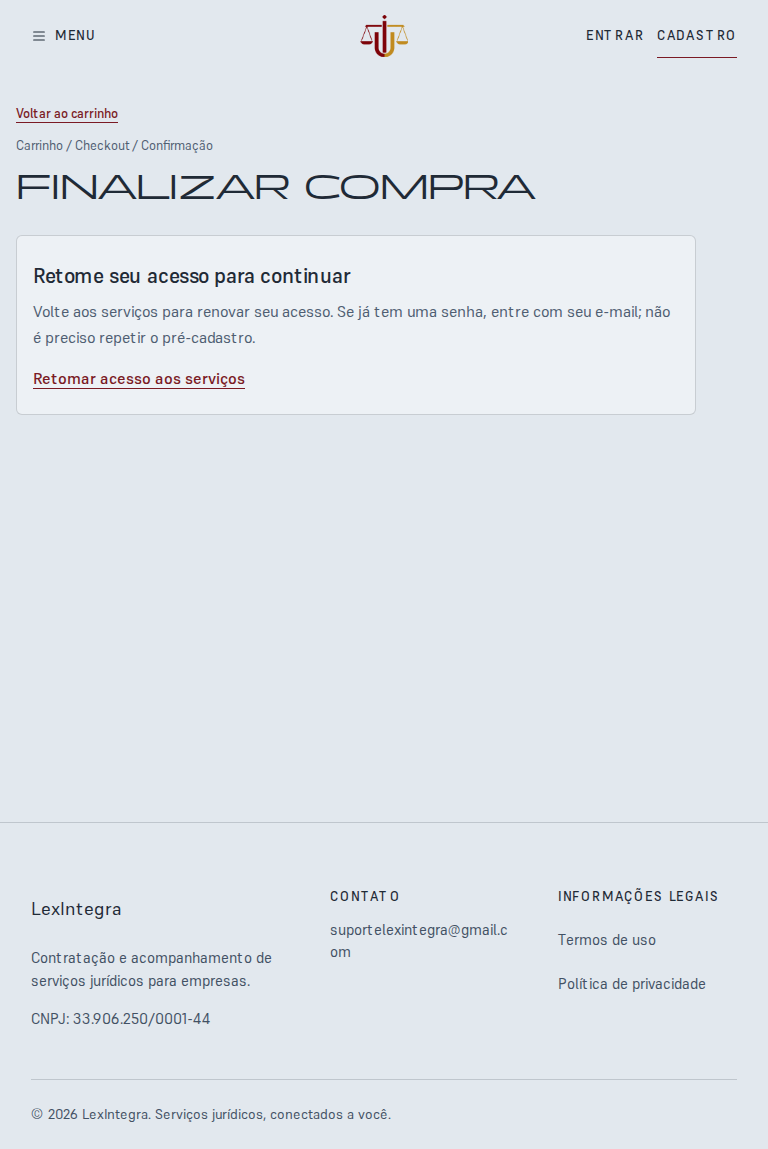 MENU
ENTRAR CADASTRO
Voltar ao carrinho
Carrinho / Checkout / Confirmação
FINALIZAR COMPRA
Retome seu acesso para continuar
Volte aos serviços para renovar seu acesso. Se já tem uma senha, entre com seu e-mail; não
é preciso repetir o pré-cadastro.
Retomar acesso aos serviços
LexIntegra
Contratação e acompanhamento de
serviços jurídicos para empresas.
CNPJ: 33.906.250/0001-44
CONTATO
suportelexintegra@gmail.c
om
INFORMAÇÕES LEGAIS
Termos de uso
Política de privacidade
© 2026 LexIntegra. Serviços jurídicos, conectados a você.